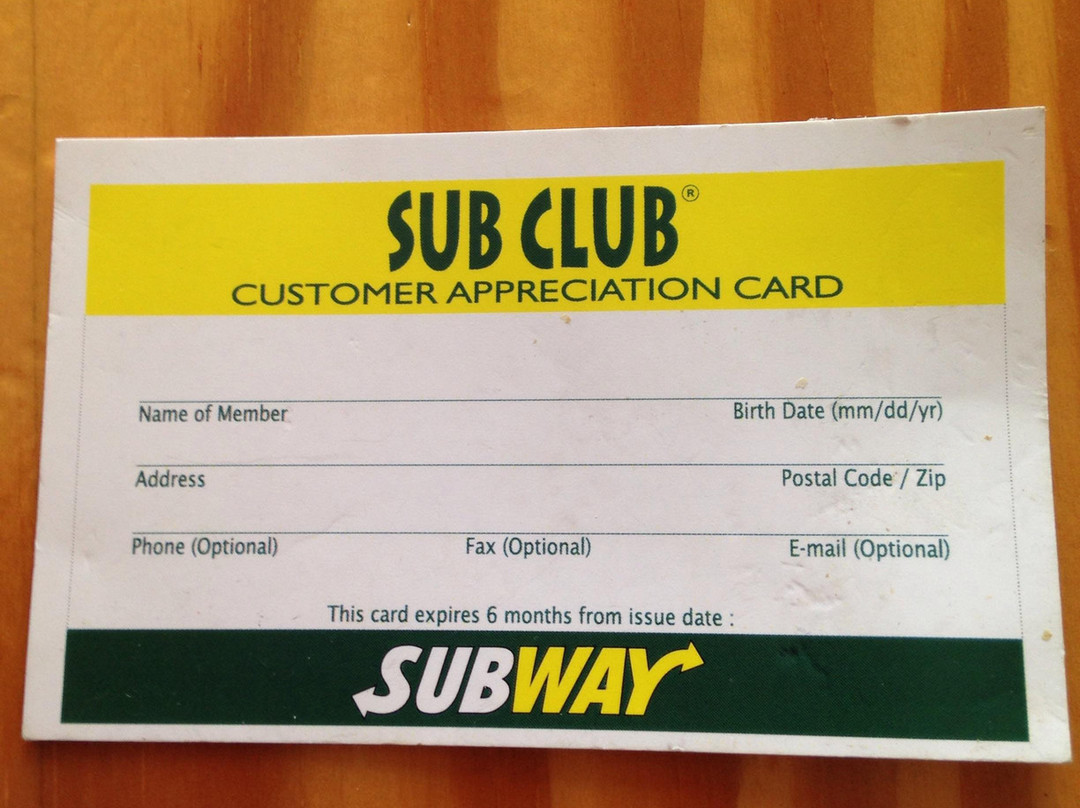 SUB CLUB®
CUSTOMER APPRECIATION CARD
Name of Member Birth Date (mm/dd/yr)
Address Postal Code / Zip
Phone (Optional) Fax (Optional) E-mail (Optional)
This card expires 6 months from issue date :
SUBWAY